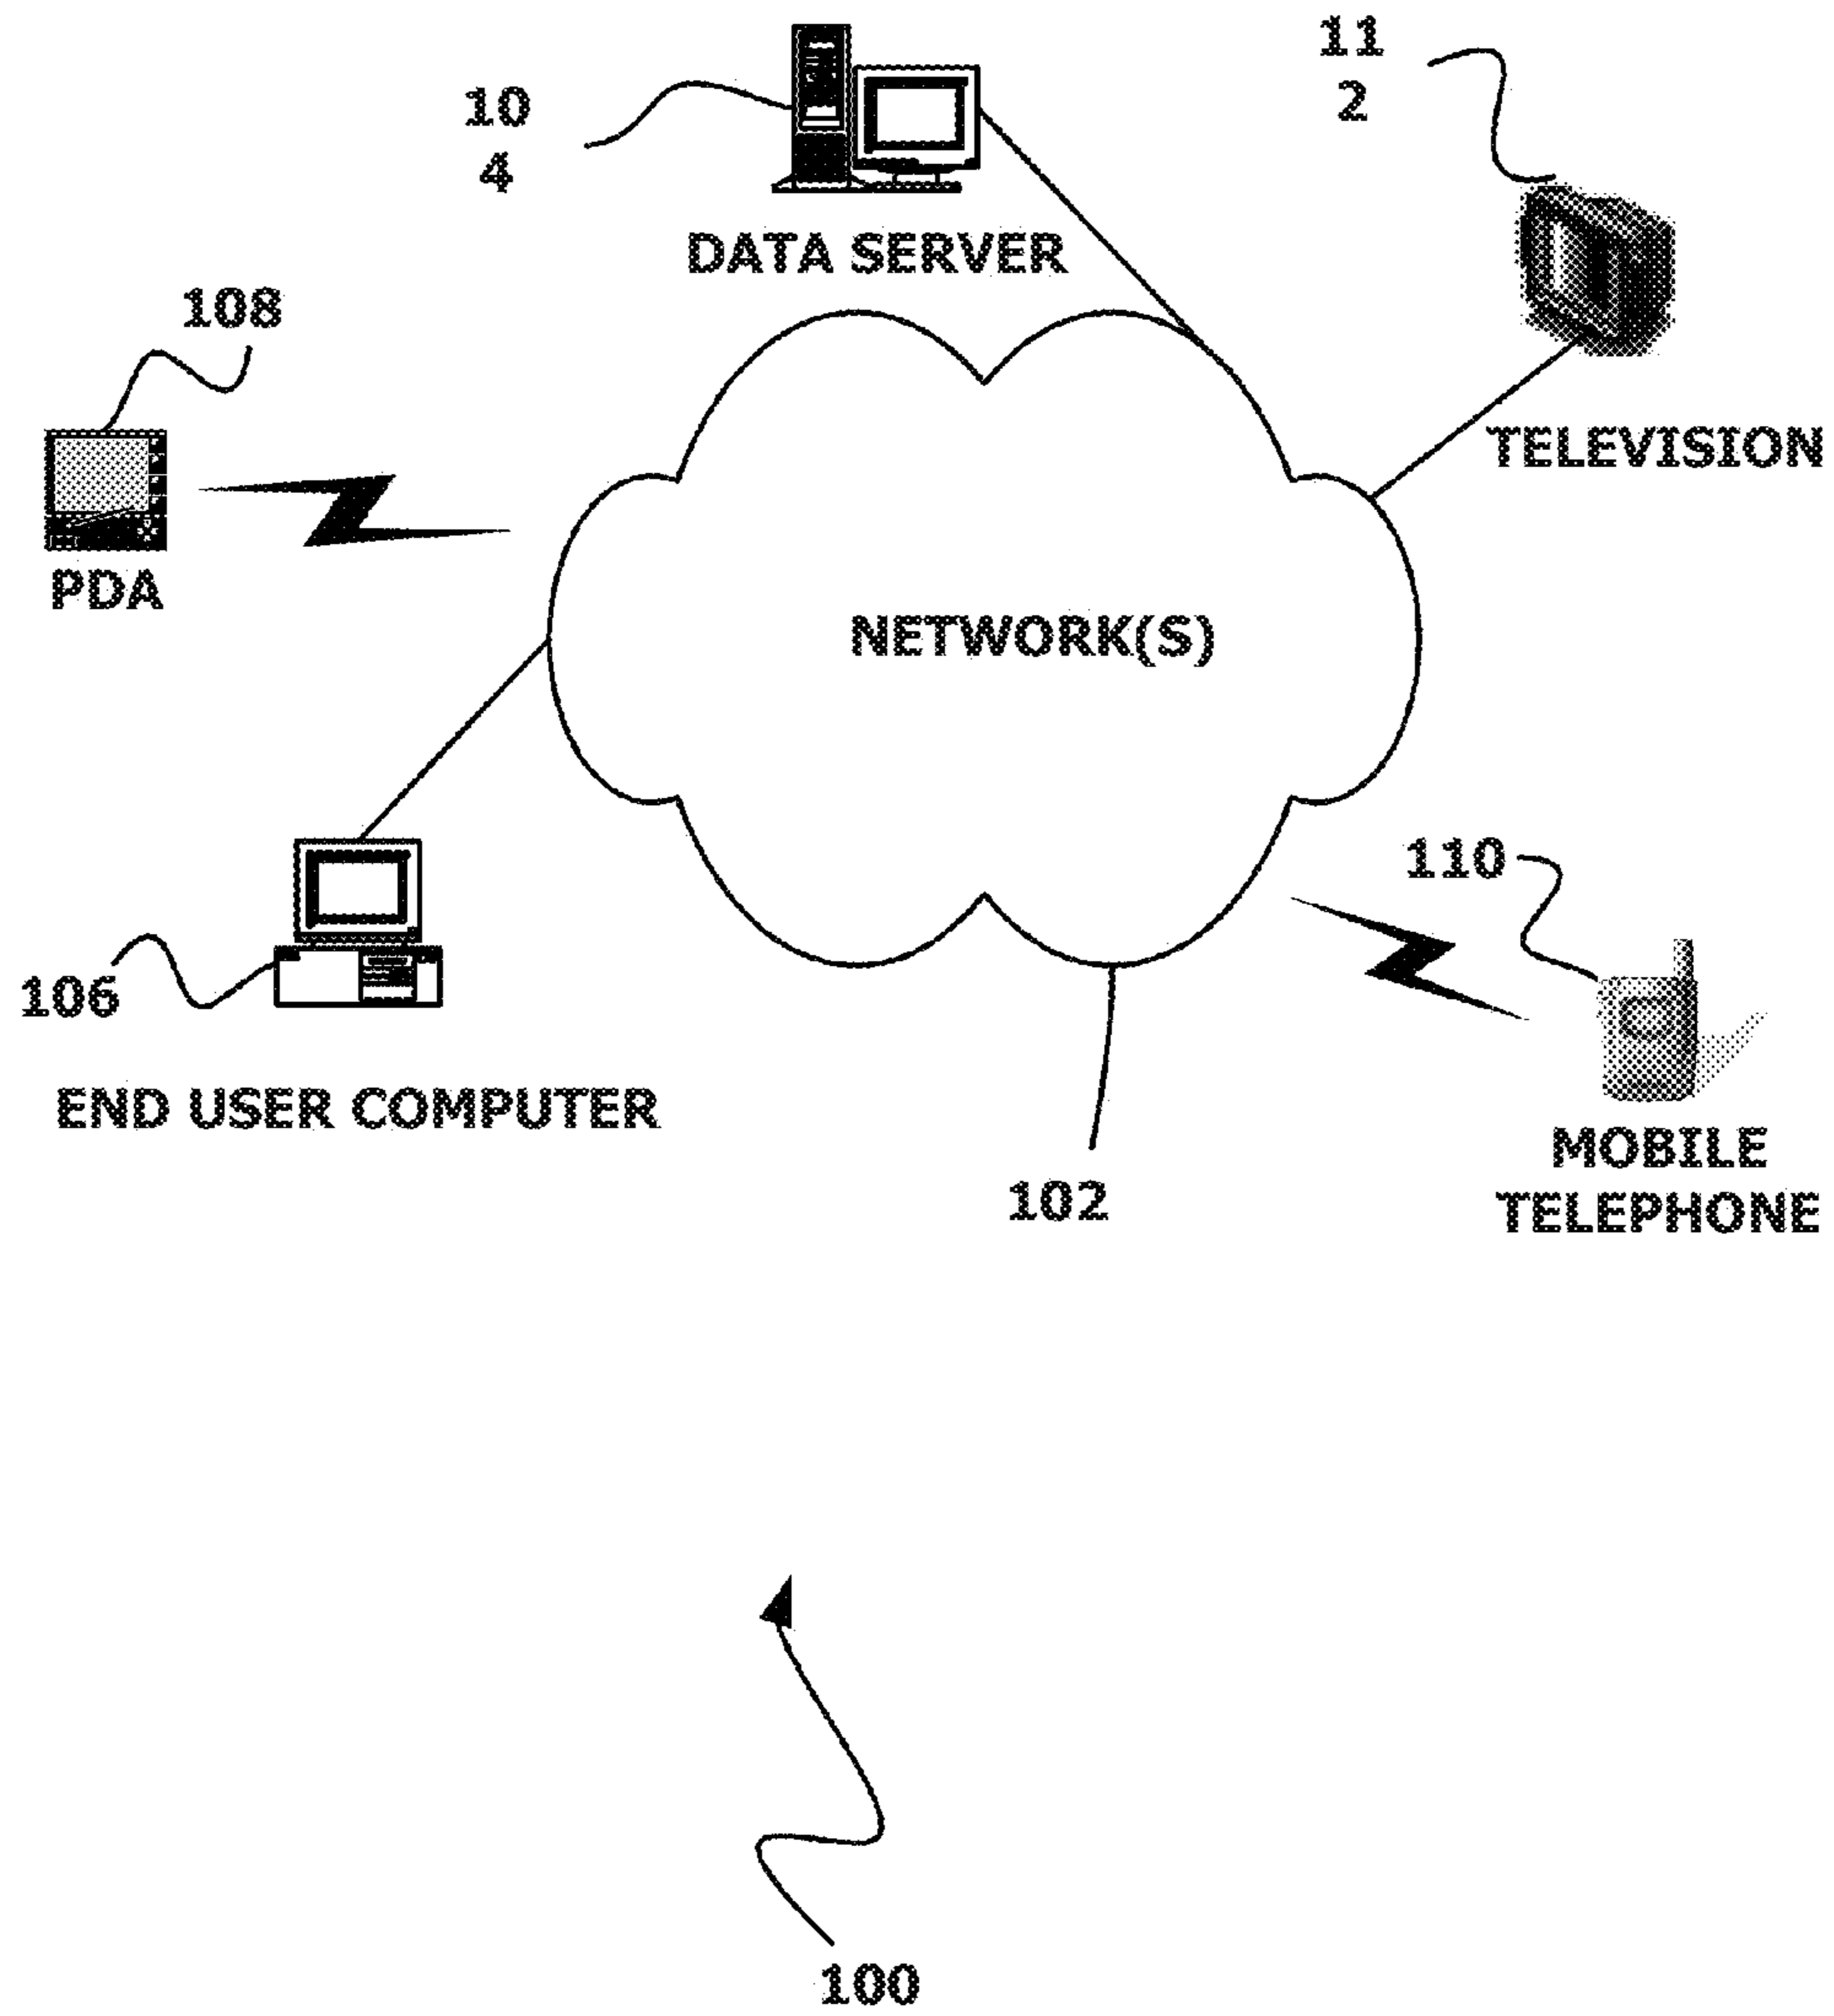 11
2
10
4
DATA SERVER
108
TELEVISION
PDA
NETWORK(S)
110
106
END USER COMPUTER
MOBILE
TELEPHONE
102
100